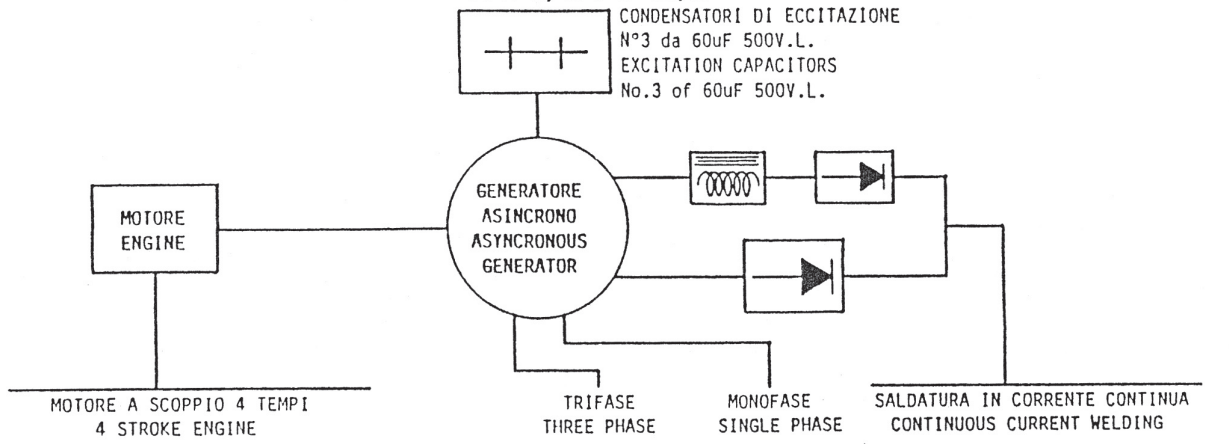 CONDENSATORI DI ECCITAZIONE
N°3 da 60uF 500V.L.
EXCITATION CAPACITORS
No.3 of 60uF 500V.L.
GENERATORE
ASINCRONO
ASYNCRONOUS
GENERATOR
MOTORE
ENGINE
MOTORE A SCOPPIO 4 TEMPI
4 STROKE ENGINE
TRIFASE
THREE PHASE
MONOFASE
SINGLE PHASE
SALDATURA IN CORRENTE CONTINUA
CONTINUOUS CURRENT WELDING